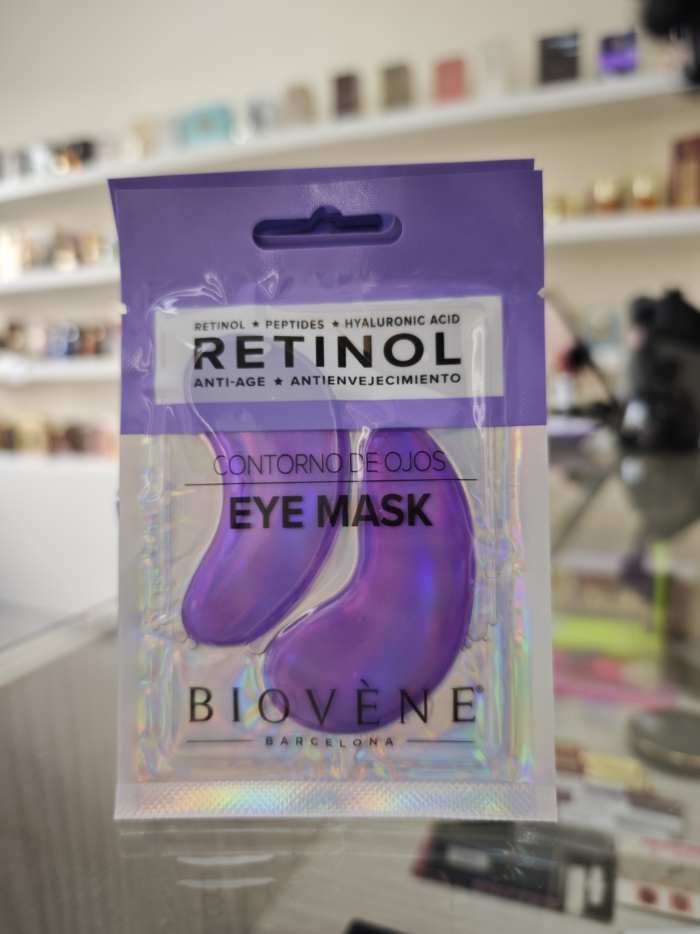 RETINOL ★ PEPTIDES ★ HYALURONIC ACID
RETINOL
ANTI-AGE ★ ANTIENVEJECIMIENTO
CONTORNO DE OJOS
EYE MASK
BIOVÈNE®
BARCELONA